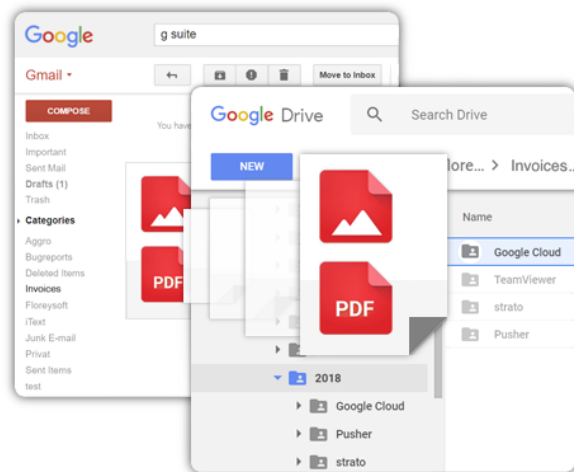 Google
g suite
Gmail
Move to Inbox
COMPOSE
You have
Inbox
Important
Sent Mail
Drafts (1)
Trash
Categories
Aggro
Bugreports
Deleted Items
Invoices
Floreysoft
iText
Junk E-mail
Privat
Sent Items
test
PDF
Google Drive
Search Drive
NEW
lore... > Invoices..
Name
Google Cloud
TeamViewer
strato
Pusher
PDF
2018
Google Cloud
Pusher
strato